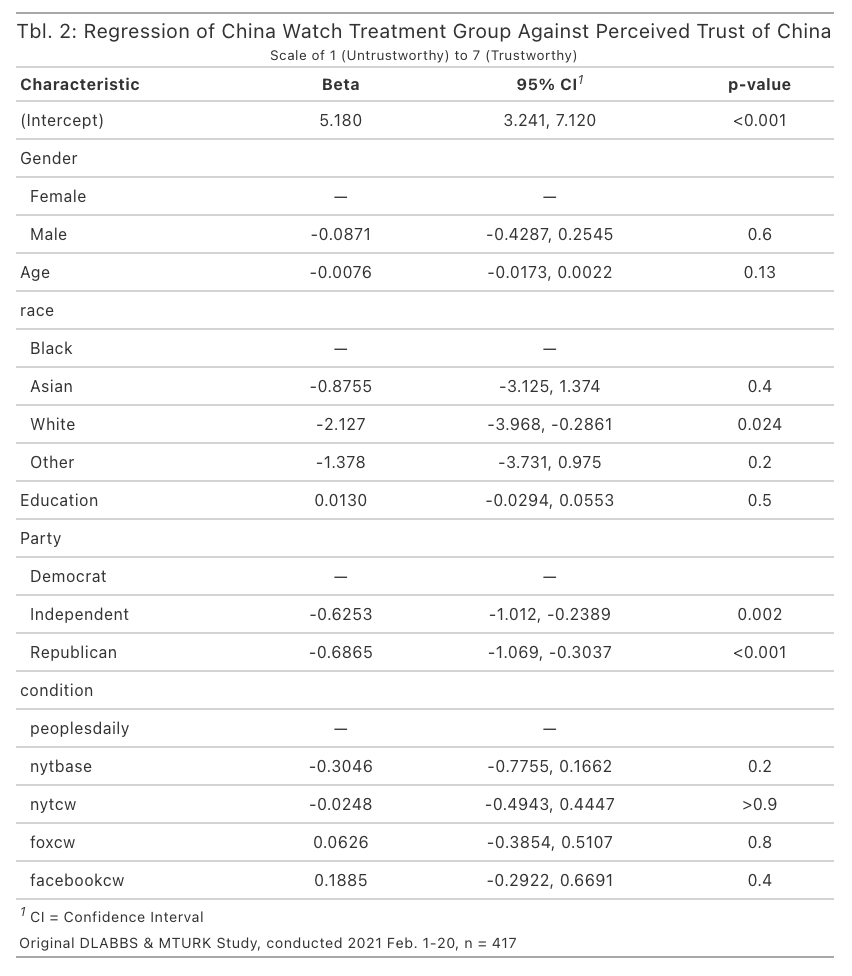 Tbl. 2: Regression of China Watch Treatment Group Against Perceived Trust of China
Scale of 1 (Untrustworthy) to 7 (Trustworthy)
Characteristic Beta 95% CI¹ p-value
(Intercept) 5.180 3.241, 7.120 <0.001
Gender
Female — —
Male -0.0871 -0.4287, 0.2545 0.6
Age -0.0076 -0.0173, 0.0022 0.13
race
Black — —
Asian -0.8755 -3.125, 1.374 0.4
White -2.127 -3.968, -0.2861 0.024
Other -1.378 -3.731, 0.975 0.2
Education 0.0130 -0.0294, 0.0553 0.5
Party
Democrat — —
Independent -0.6253 -1.012, -0.2389 0.002
Republican -0.6865 -1.069, -0.3037 <0.001
condition
peoplesdaily — —
nytbase -0.3046 -0.7755, 0.1662 0.2
nytcw -0.0248 -0.4943, 0.4447 >0.9
foxcw 0.0626 -0.3854, 0.5107 0.8
facebookcw 0.1885 -0.2922, 0.6691 0.4
¹ CI = Confidence Interval
Original DLABBS & MTURK Study, conducted 2021 Feb. 1-20, n = 417